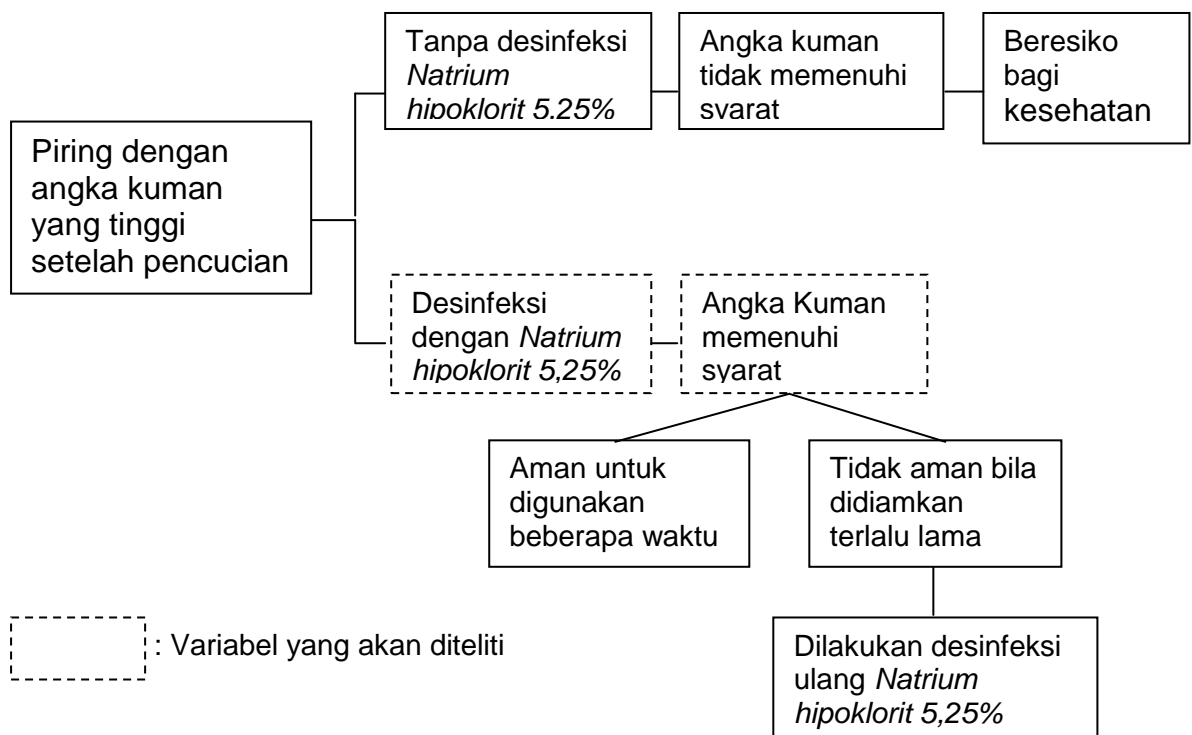 Tanpa desinfeksi
Natrium
hipoklorit 5.25%
Angka kuman
tidak memenuhi
syarat
Beresiko
bagi
kesehatan
Piring dengan
angka kuman
yang tinggi
setelah pencucian
Desinfeksi
dengan Natrium
hipoklorit 5,25%
Angka Kuman
memenuhi
syarat
Aman untuk
digunakan
beberapa waktu
Tidak aman bila
didiamkan
terlalu lama
: Variabel yang akan diteliti
Dilakukan desinfeksi
ulang Natrium
hipoklorit 5,25%